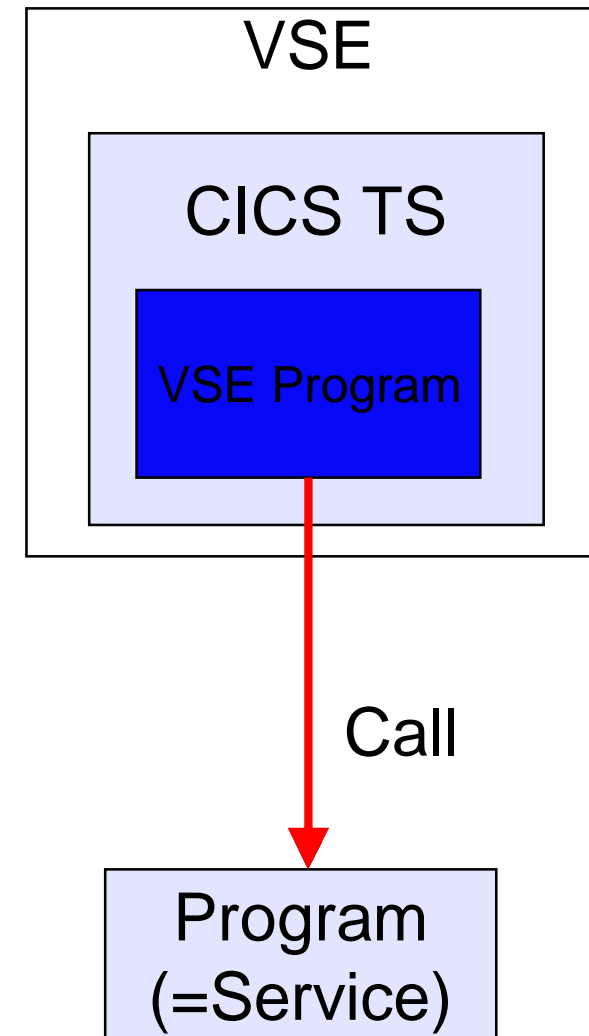 VSE
CICS TS
VSE Program
Call
Program
(=Service)